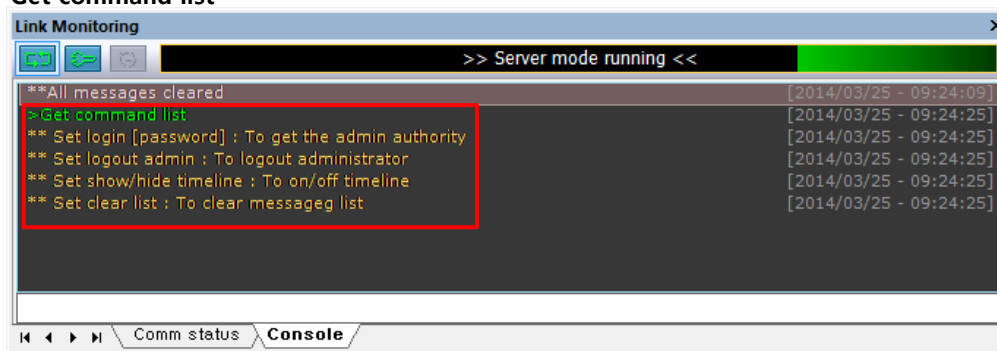 Get command list
Link Monitoring
>> Server mode running <<
**All messages cleared [2014/03/25 - 09:24:09]
>Get command list [2014/03/25 - 09:24:25]
** Set login [password] : To get the admin authority [2014/03/25 - 09:24:25]
** Set logout admin : To logout administrator [2014/03/25 - 09:24:25]
** Set show/hide timeline : To on/off timeline [2014/03/25 - 09:24:25]
** Set clear list : To clear messageg list [2014/03/25 - 09:24:25]
Comm status Console